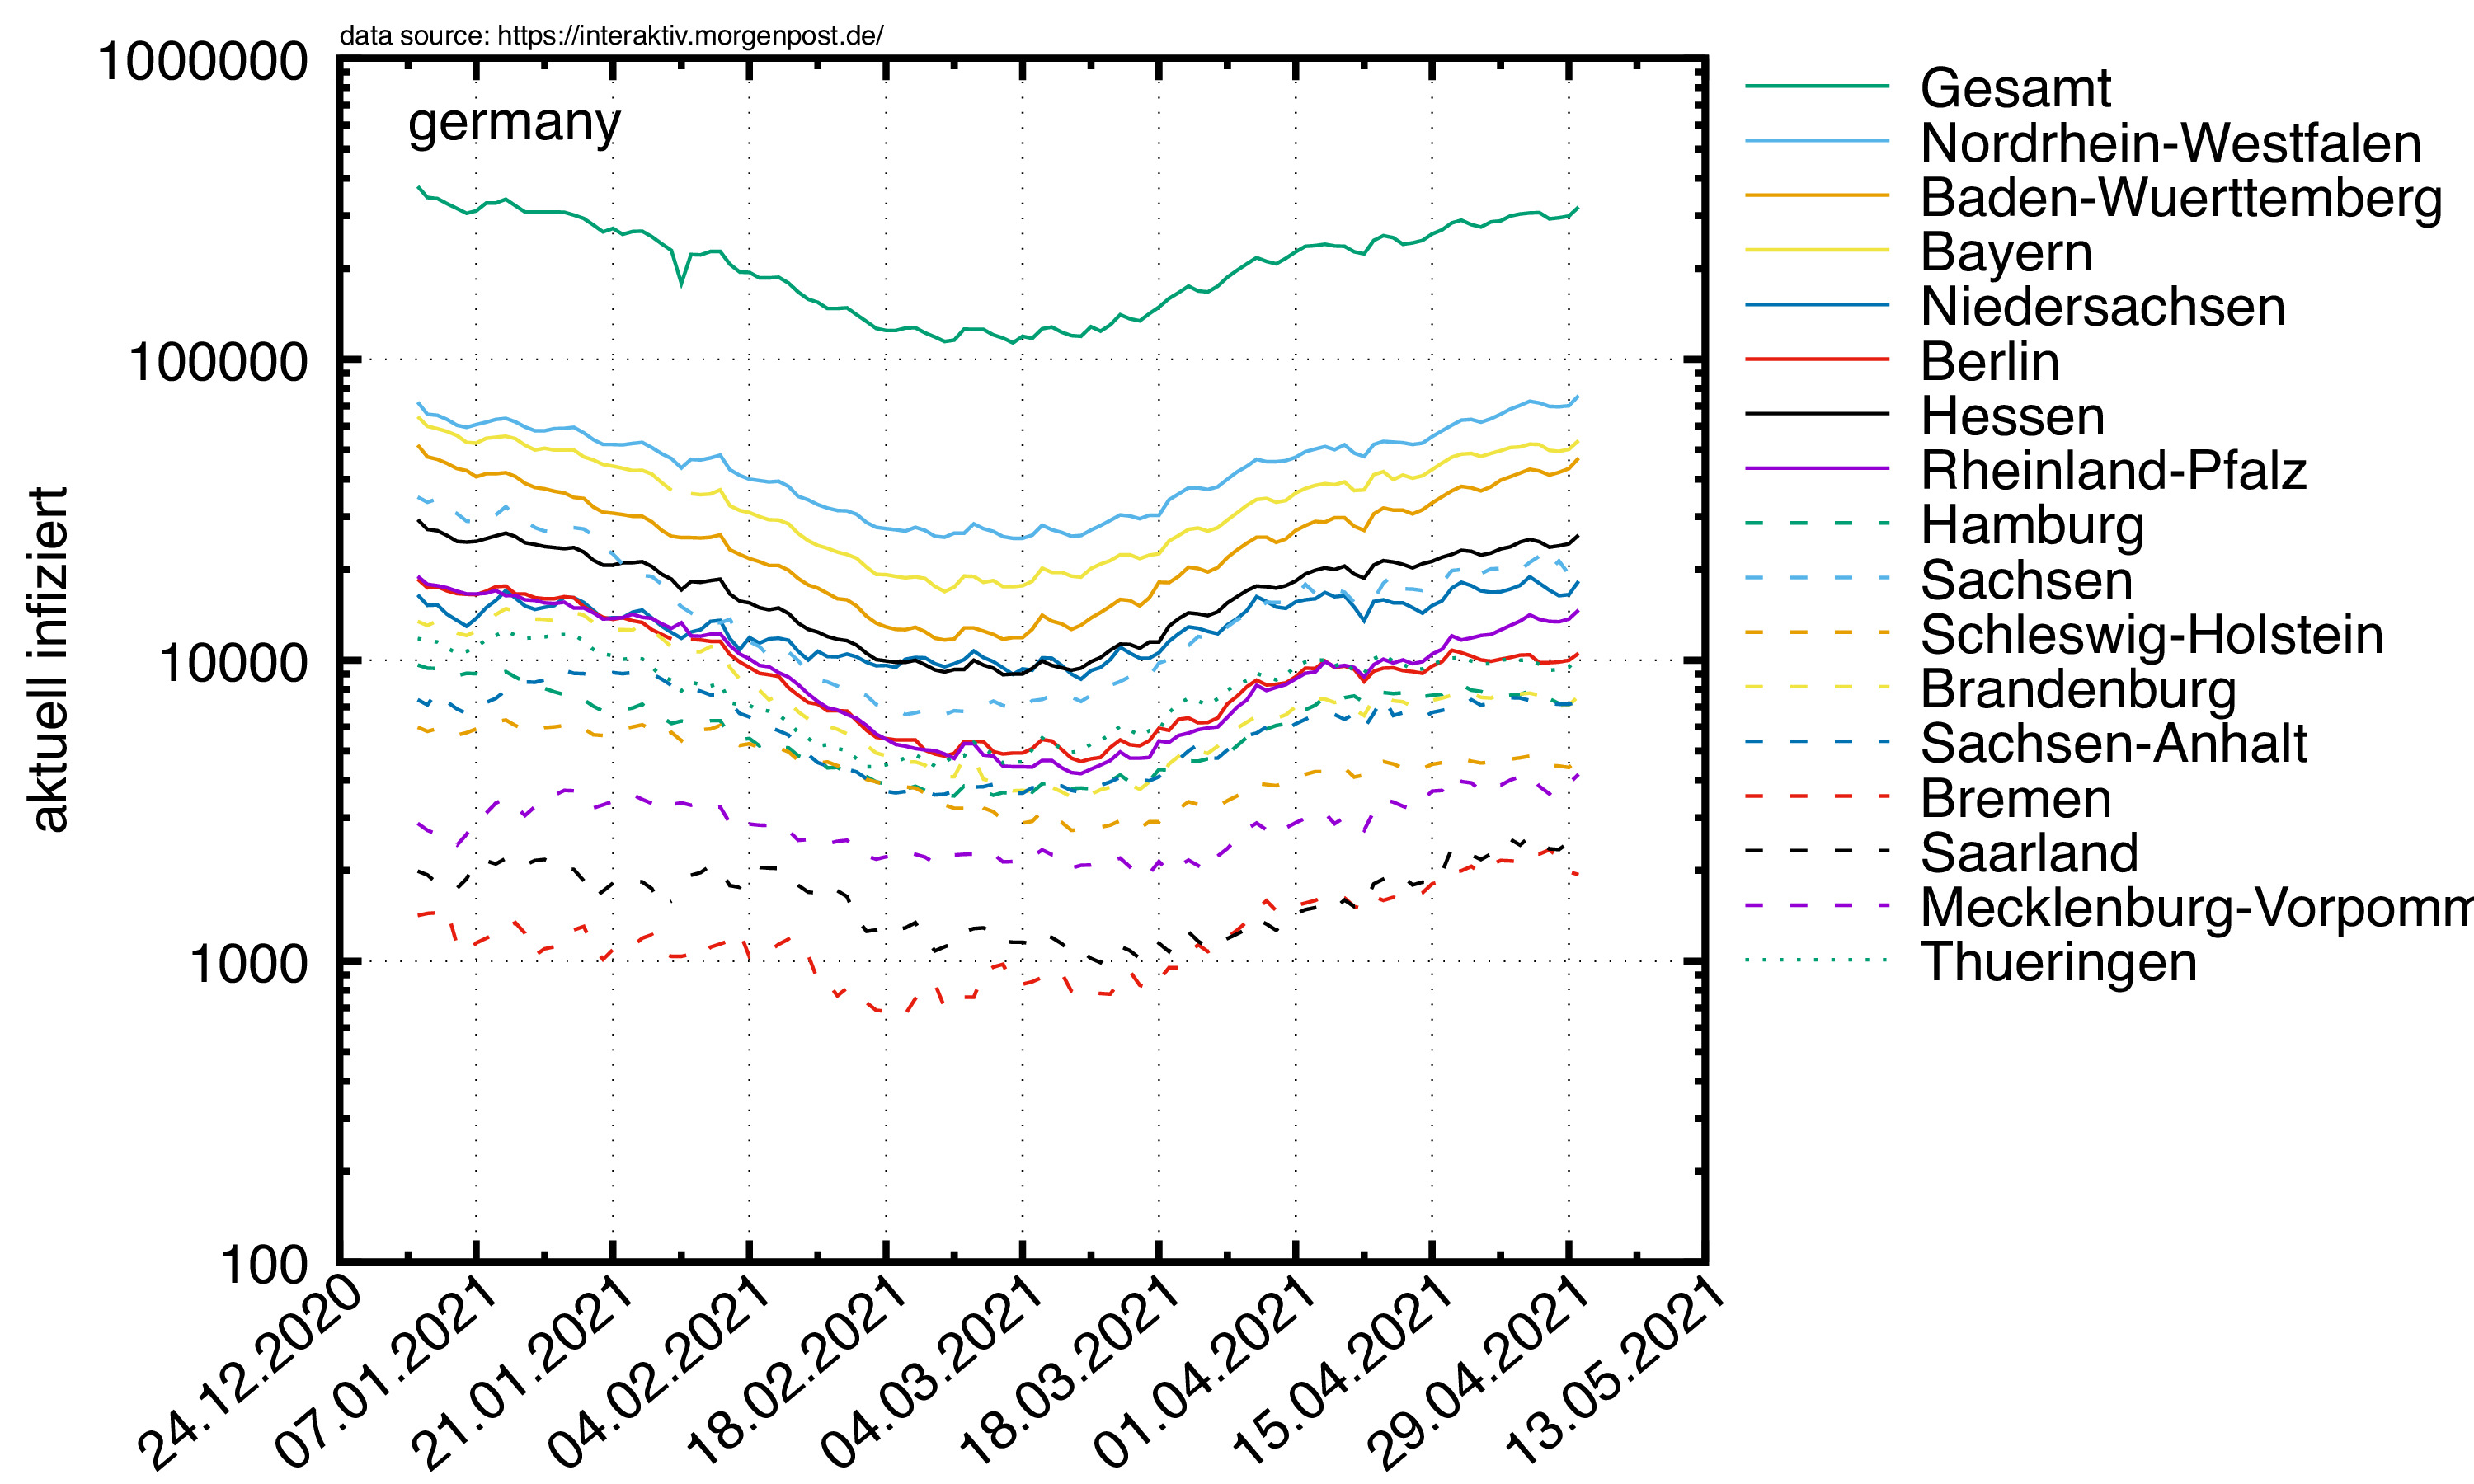 data source: https://interaktiv.morgenpost.de/
germany
aktuell infiziert
1000000
100000
10000
1000
100
24.12.2020
07.01.2021
21.01.2021
04.02.2021
18.02.2021
04.03.2021
18.03.2021
01.04.2021
15.04.2021
29.04.2021
13.05.2021
Gesamt
Nordrhein-Westfalen
Baden-Wuerttemberg
Bayern
Niedersachsen
Berlin
Hessen
Rheinland-Pfalz
Hamburg
Sachsen
Schleswig-Holstein
Brandenburg
Sachsen-Anhalt
Bremen
Saarland
Mecklenburg-Vorpomm
Thueringen